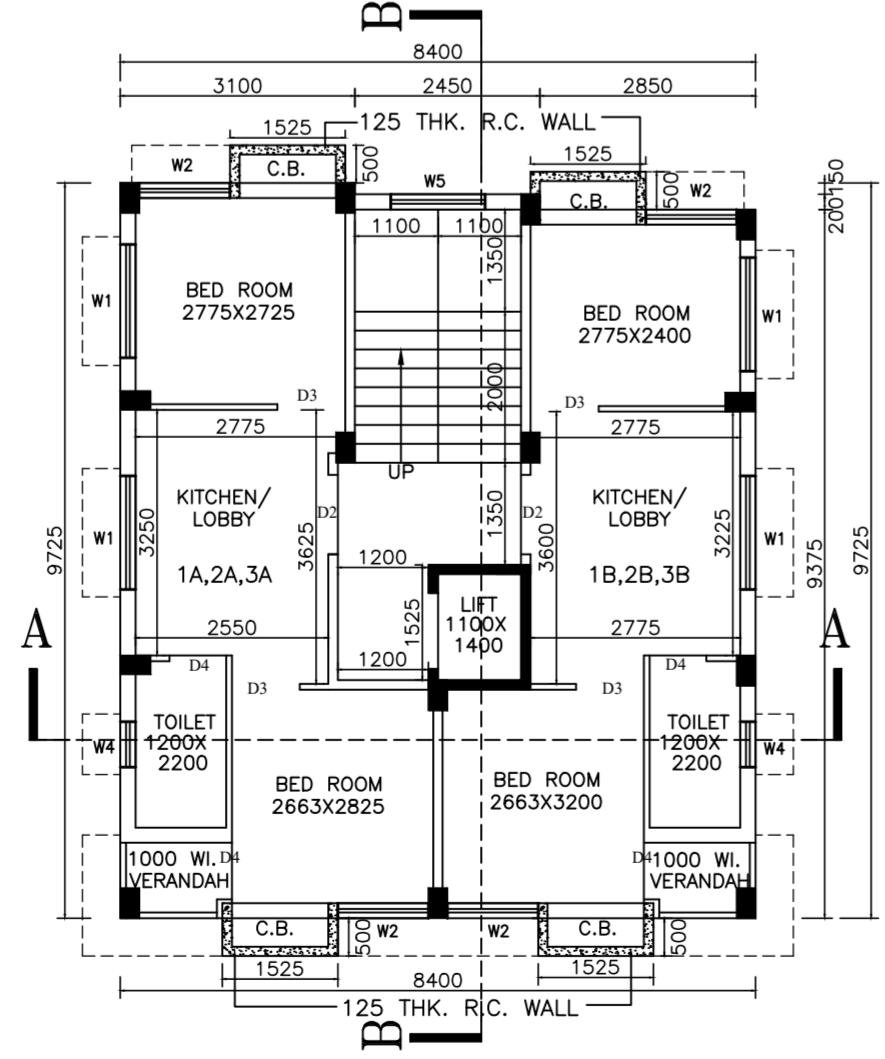 B
8400
3100
2450
2850
125 THK. R.C. WALL
1525
1525
W2
C.B.
500
W5
C.B.
500
W2
150
200
1100
1100
1350
BED ROOM
2775X2725
BED ROOM
2775X2400
W1
W1
2000
D3
D3
2775
2775
UP
KITCHEN/
LOBBY
KITCHEN/
LOBBY
D2
1350
D2
W1
3250
3625
3600
3225
W1
9725
9375
9725
1A,2A,3A
1200
1B,2B,3B
LIFT
1100X
1400
1525
A
2550
2775
A
1200
D4
D3
D3
D4
TOILET
1200X
2200
TOILET
1200X
2200
W4
W4
BED ROOM
2663X2825
BED ROOM
2663X3200
D4
D4
1000 WI.
VERANDAH
1000 WI.
VERANDAH
C.B.
500
W2
W2
C.B.
500
1525
1525
8400
125 THK. R.C. WALL
B